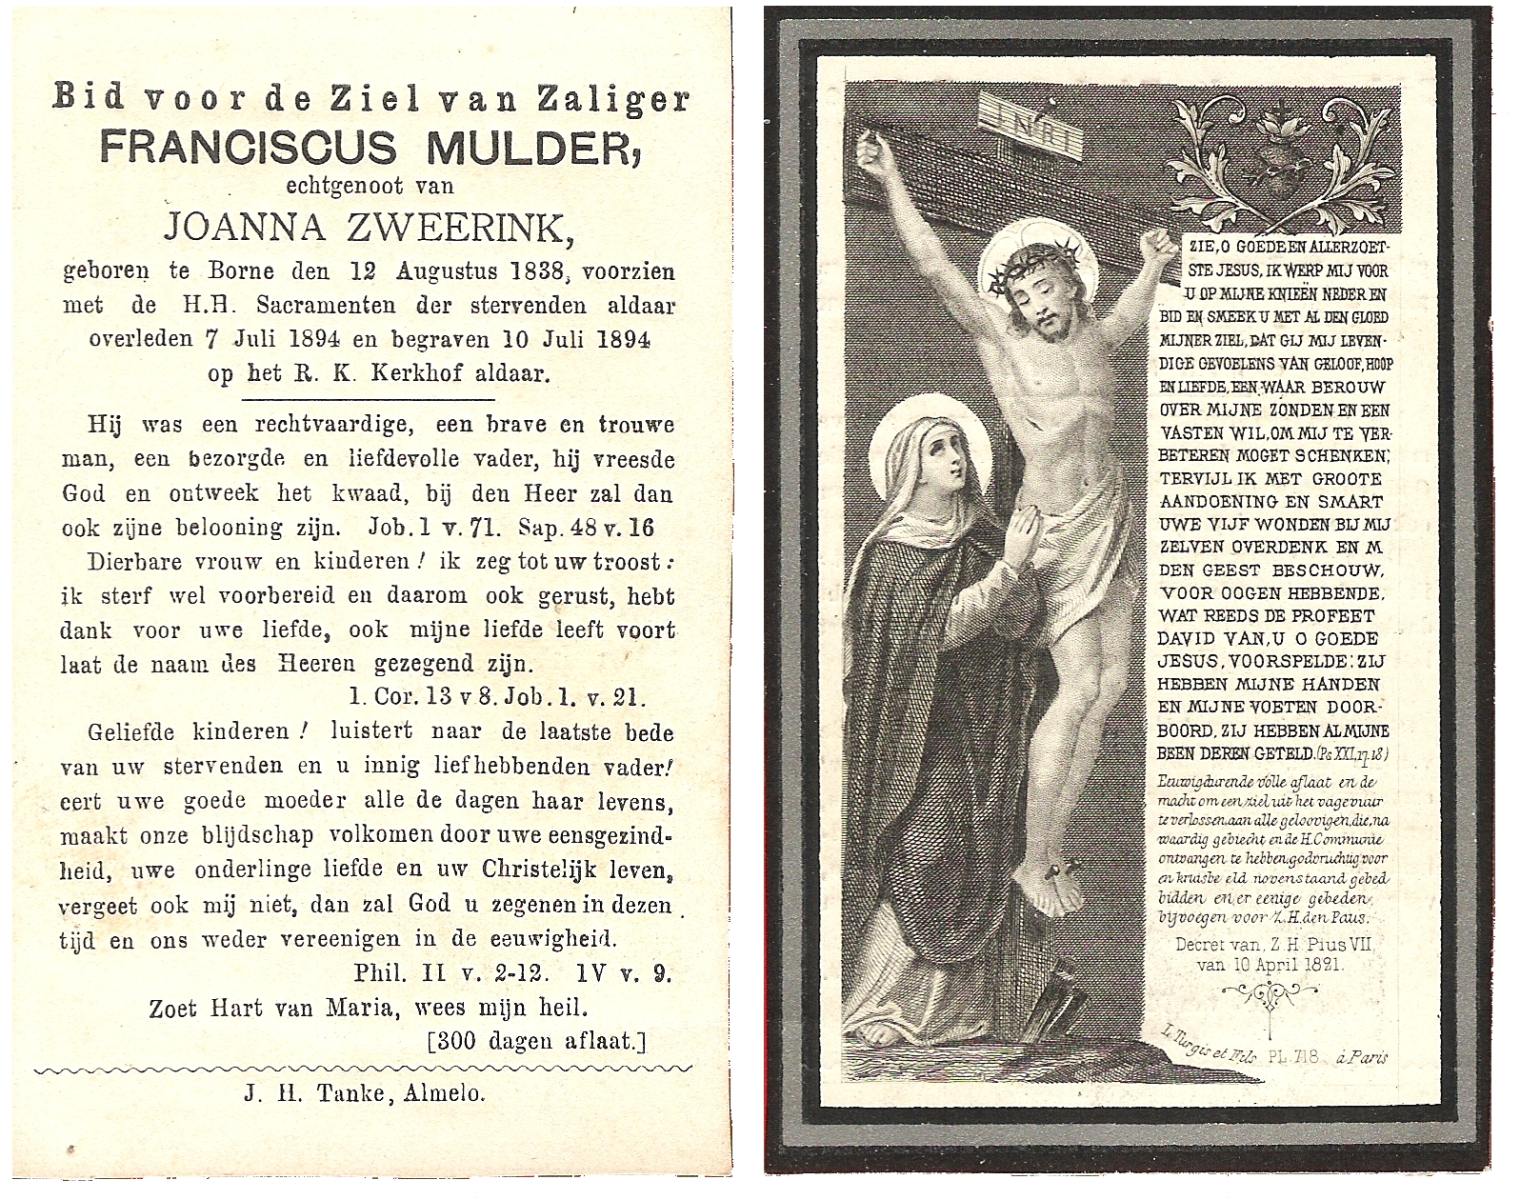 Bid voor de Ziel van Zaliger
FRANCISCUS MULDER,
echtgenoot van
JOANNA ZWEERINK,
geboren te Borne den 12 Augustus 1838, voorzien
met de H.H. Sacramenten der stervenden aldaar
overleden 7 Juli 1894 en begraven 10 Juli 1894
op het R. K. Kerkhof aldaar.
Hij was een rechtvaardige, een brave en trouwe
man, een bezorgde en liefdevolle vader, hij vreesde
God en ontweek het kwaad, bij den Heer zal dan
ook zijne belooning zijn. Job. 1 v. 71. Sap. 48 v. 16
Dierbare vrouw en kinderen! ik zeg tot uw troost:
ik sterf wel voorbereid en daarom ook gerust, hebt
dank voor uwe liefde, ook mijne liefde leeft voort
laat de naam des Heeren gezegend zijn.
1. Cor. 13 v 8. Job. 1. v. 21.
Geliefde kinderen! luistert naar de laatste bede
van uw stervenden en u innig liefhebbenden vader!
eert uwe goede moeder alle de dagen haar levens,
maakt onze blijdschap volkomen door uwe eensgezind-
heid, uwe onderlinge liefde en uw Christelijk leven,
vergeet ook mij niet, dan zal God u zegenen in dezen
tijd en ons weder vereenigen in de eeuwigheid.
Phil. II v. 2-12. 1V v. 9.
Zoet Hart van Maria, wees mijn heil.
[300 dagen aflaat.]
J. H. Tanke, Almelo.
INRI
ZIE, O GOEDE EN ALLERZOET-
STE JESUS, IK WERP MIJ VOOR
U OP MIJNE KNIEËN NEDER EN
BID EN SMEEK U MET AL DEN GLOED
MIJNER ZIEL, DAT GIJ MIJ LEVEN-
DIGE GEVOELENS VAN GELOOF, HOOP
EN LIEFDE, EEN WAAR BEROUW
OVER MIJNE ZONDEN EN EEN
VASTEN WIL, OM MIJ TE VER-
BETEREN MOGET SCHENKEN;
TERVIJL IK MET GROOTE
AANDOENING EN SMART
UWE VIJF WONDEN BIJ MIJ
ZELVEN OVERDENK EN M
DEN GEEST BESCHOUW,
VOOR OOGEN HEBBENDE,
WAT REEDS DE PROFEET
DAVID VAN, U O GOEDE
JESUS, VOORSPELDE: ZIJ
HEBBEN MIJNE HANDEN
EN MIJNE VOETEN DOOR-
BOORD, ZIJ HEBBEN AL MIJNE
BEEN DEREN GETELD. (Ps XXI, 17. 18)
Eeuwigdurende volle aflaat en de
macht om een ziel uit het vagevuur
te verlossen, aan alle geloovigen, die, na
waardig gebiecht en de H. Communie
ontvangen te hebben, godvruchtig voor
en kruisbe eld novenstaand gebed
bidden en er eenige gebeden
bijvoegen voor Z. H. den Paus.
Decret van Z H Pius VII
van 10 April 1821.
L. Turgis et Fils PL. 718 à Paris